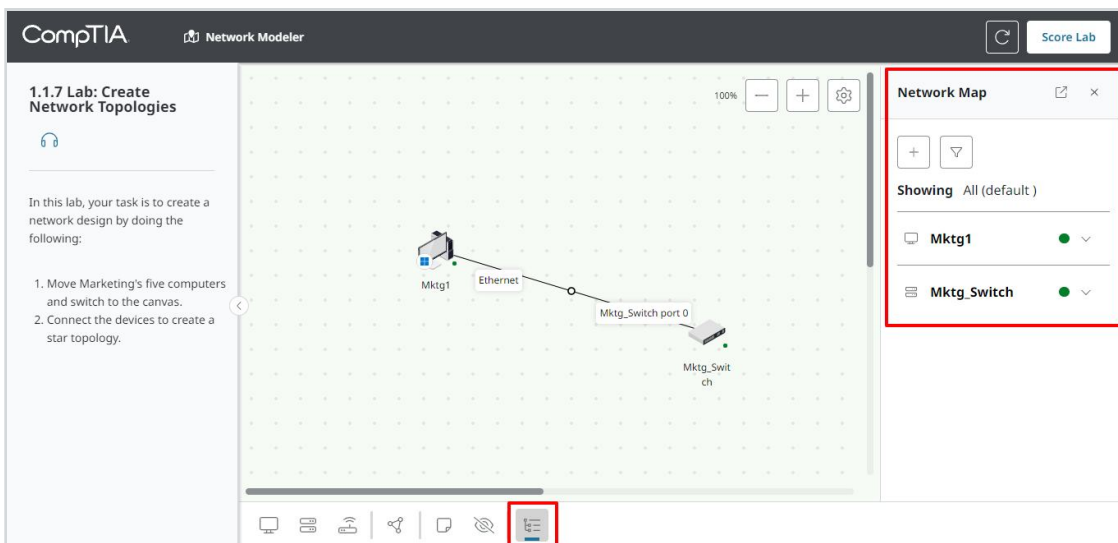 CompTIA.
Network Modeler
Score Lab
1.1.7 Lab: Create
Network Topologies
In this lab, your task is to create a
network design by doing the
following:
1. Move Marketing's five computers
and switch to the canvas.
2. Connect the devices to create a
star topology.
100%
Mktg1
Ethernet
Mktg_Switch port 0
Mktg_Swit
ch
Network Map
Showing All (default )
Mktg1
Mktg_Switch